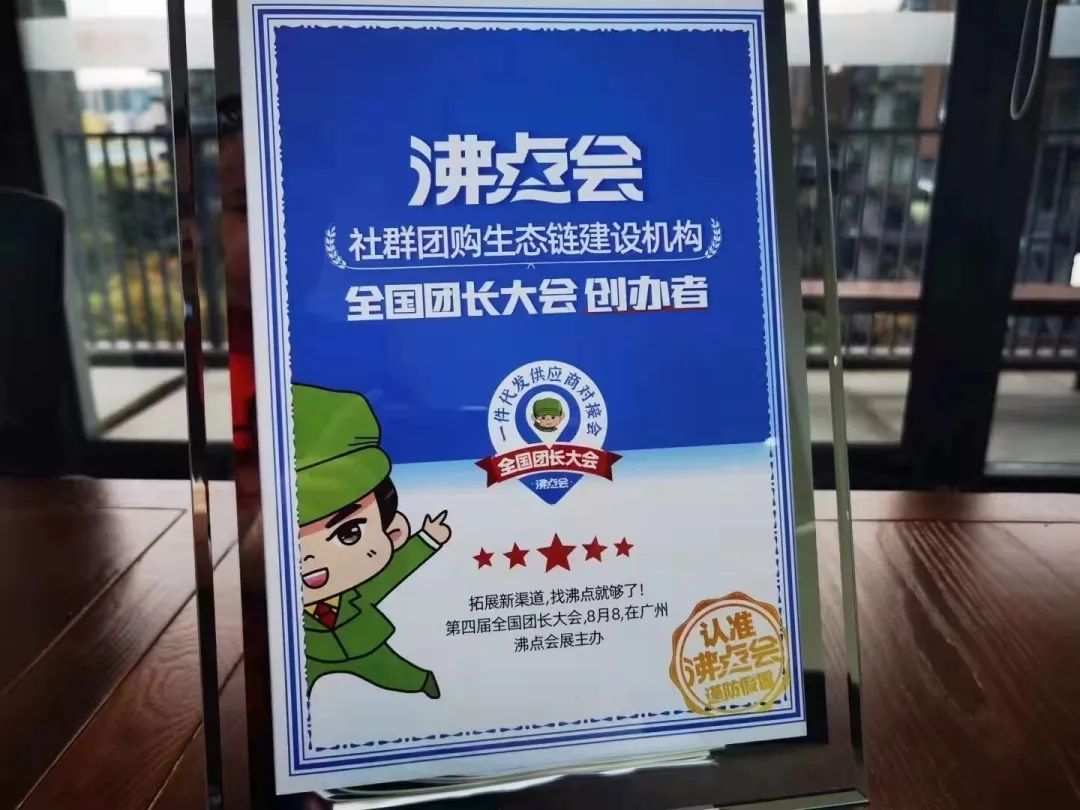 沸点会
社群团购生态链建设机构
全国团长大会 创办者
一件代发供应商对接会
全国团长大会
·沸点会·
拓展新渠道,找沸点就够了!
第四届全国团长大会,8月8,在广州
沸点会展主办
认准
沸点会
谨防假冒